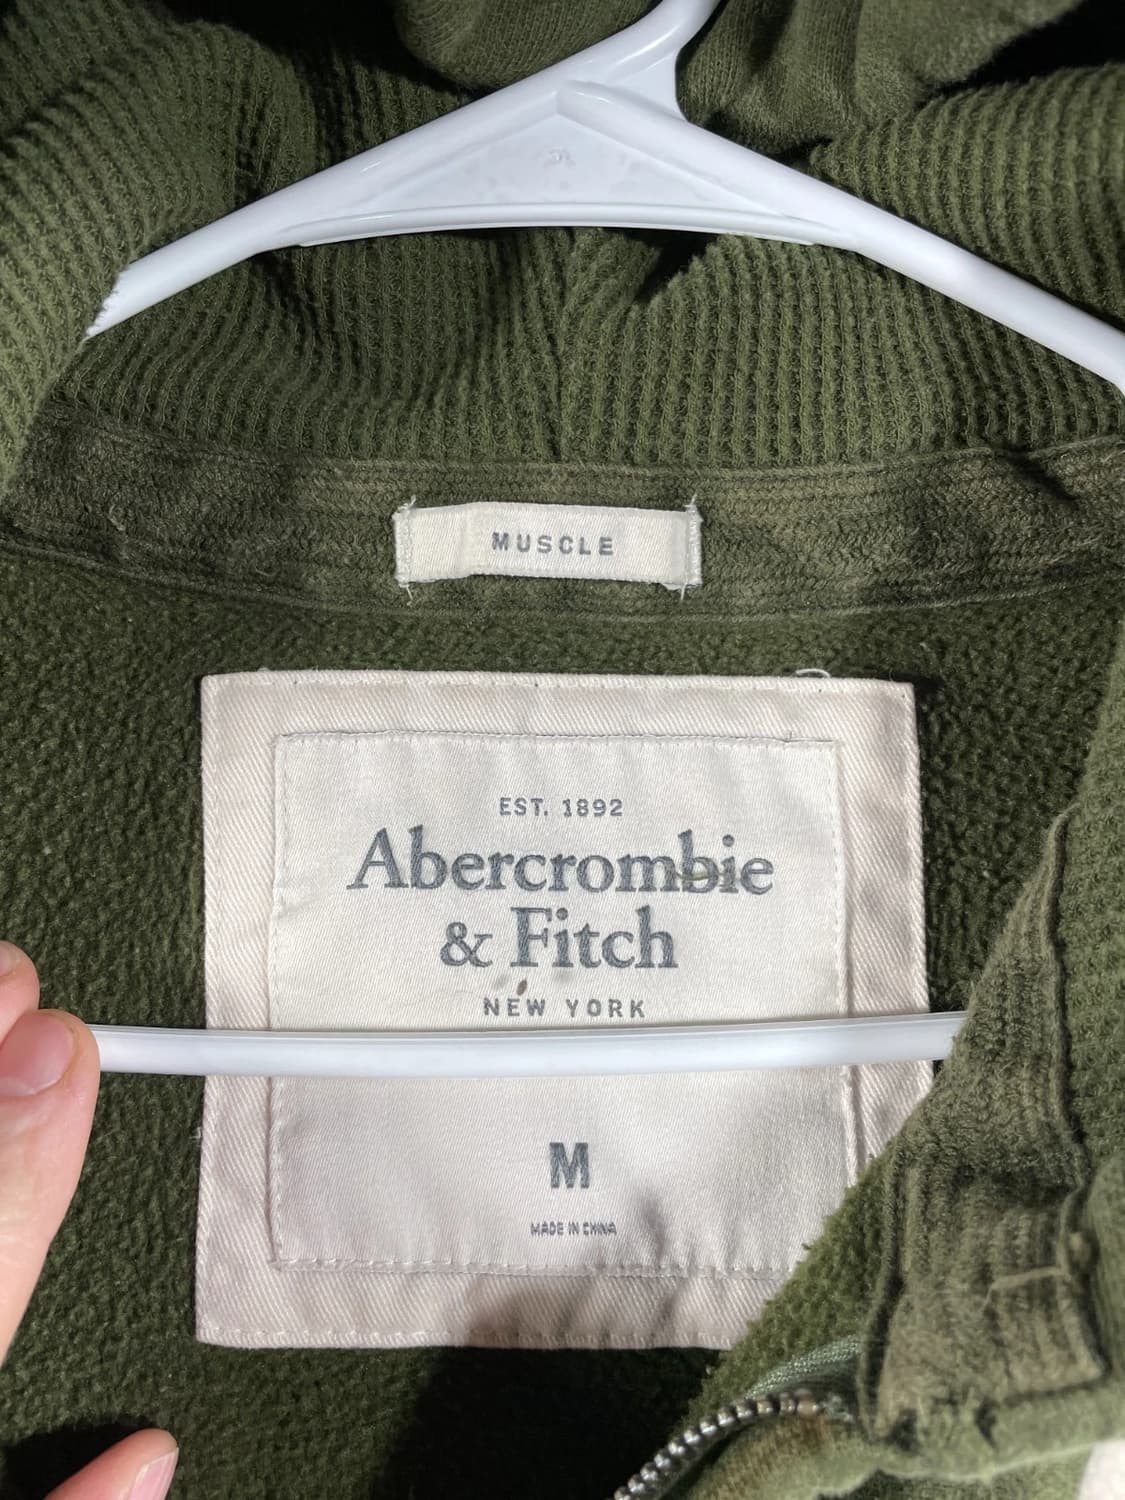 MUSCLE
EST. 1892
Abercrombie
& Fitch
NEW YORK
M
MADE IN CHINA